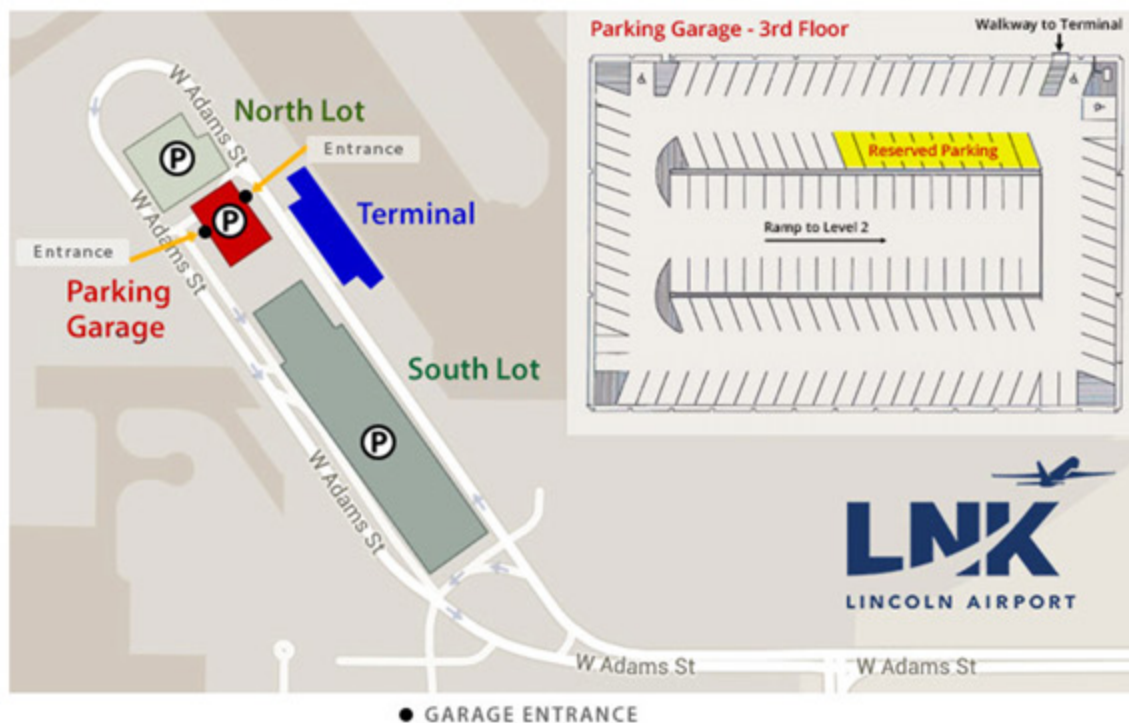 Parking Garage - 3rd Floor
Walkway to Terminal
Reserved Parking
Ramp to Level 2
W Adams St
North Lot
Entrance
P
W Adams St
P
Terminal
Entrance
Parking
Garage
South Lot
P
W Adams St
LNK
LINCOLN AIRPORT
W Adams St
W Adams St
GARAGE ENTRANCE